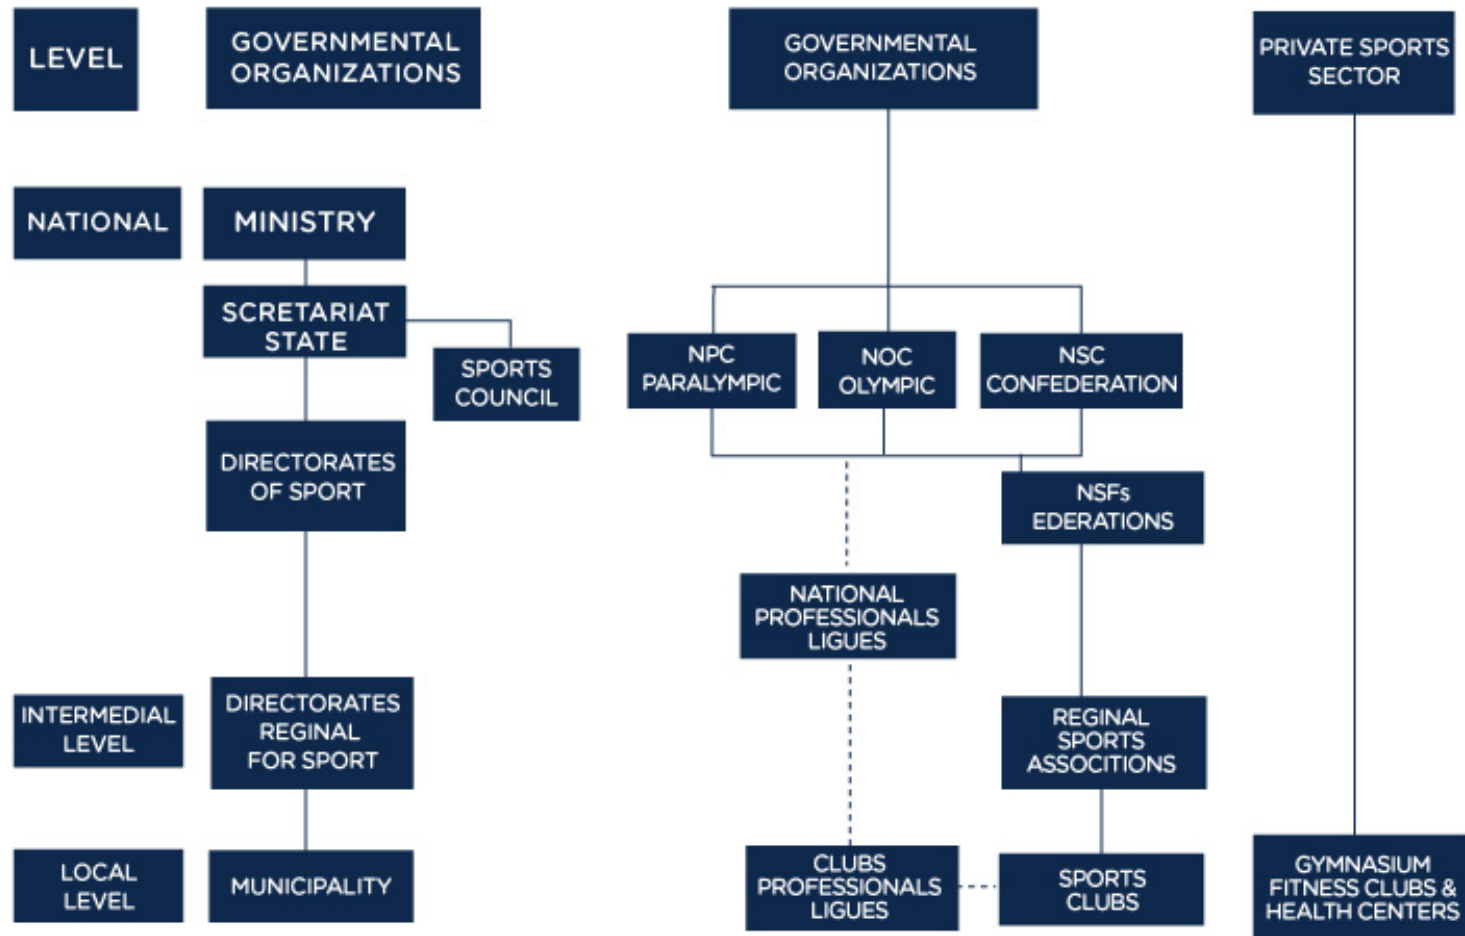 LEVEL
GOVERNMENTAL
ORGANIZATIONS
GOVERNMENTAL
ORGANIZATIONS
PRIVATE SPORTS
SECTOR
NATIONAL
MINISTRY
SCRETARIAT
STATE
SPORTS
COUNCIL
NPC
PARALYMPIC
NOC
OLYMPIC
NSC
CONFEDERATION
DIRECTORATES
OF SPORT
NSFs
EDERATIONS
NATIONAL
PROFESSIONALS
LIGUES
INTERMEDIAL
LEVEL
DIRECTORATES
REGINAL
FOR SPORT
REGINAL
SPORTS
ASSOCITIONS
LOCAL
LEVEL
MUNICIPALITY
CLUBS
PROFESSIONALS
LIGUES
SPORTS
CLUBS
GYMNASIUM
FITNESS CLUBS &
HEALTH CENTERS